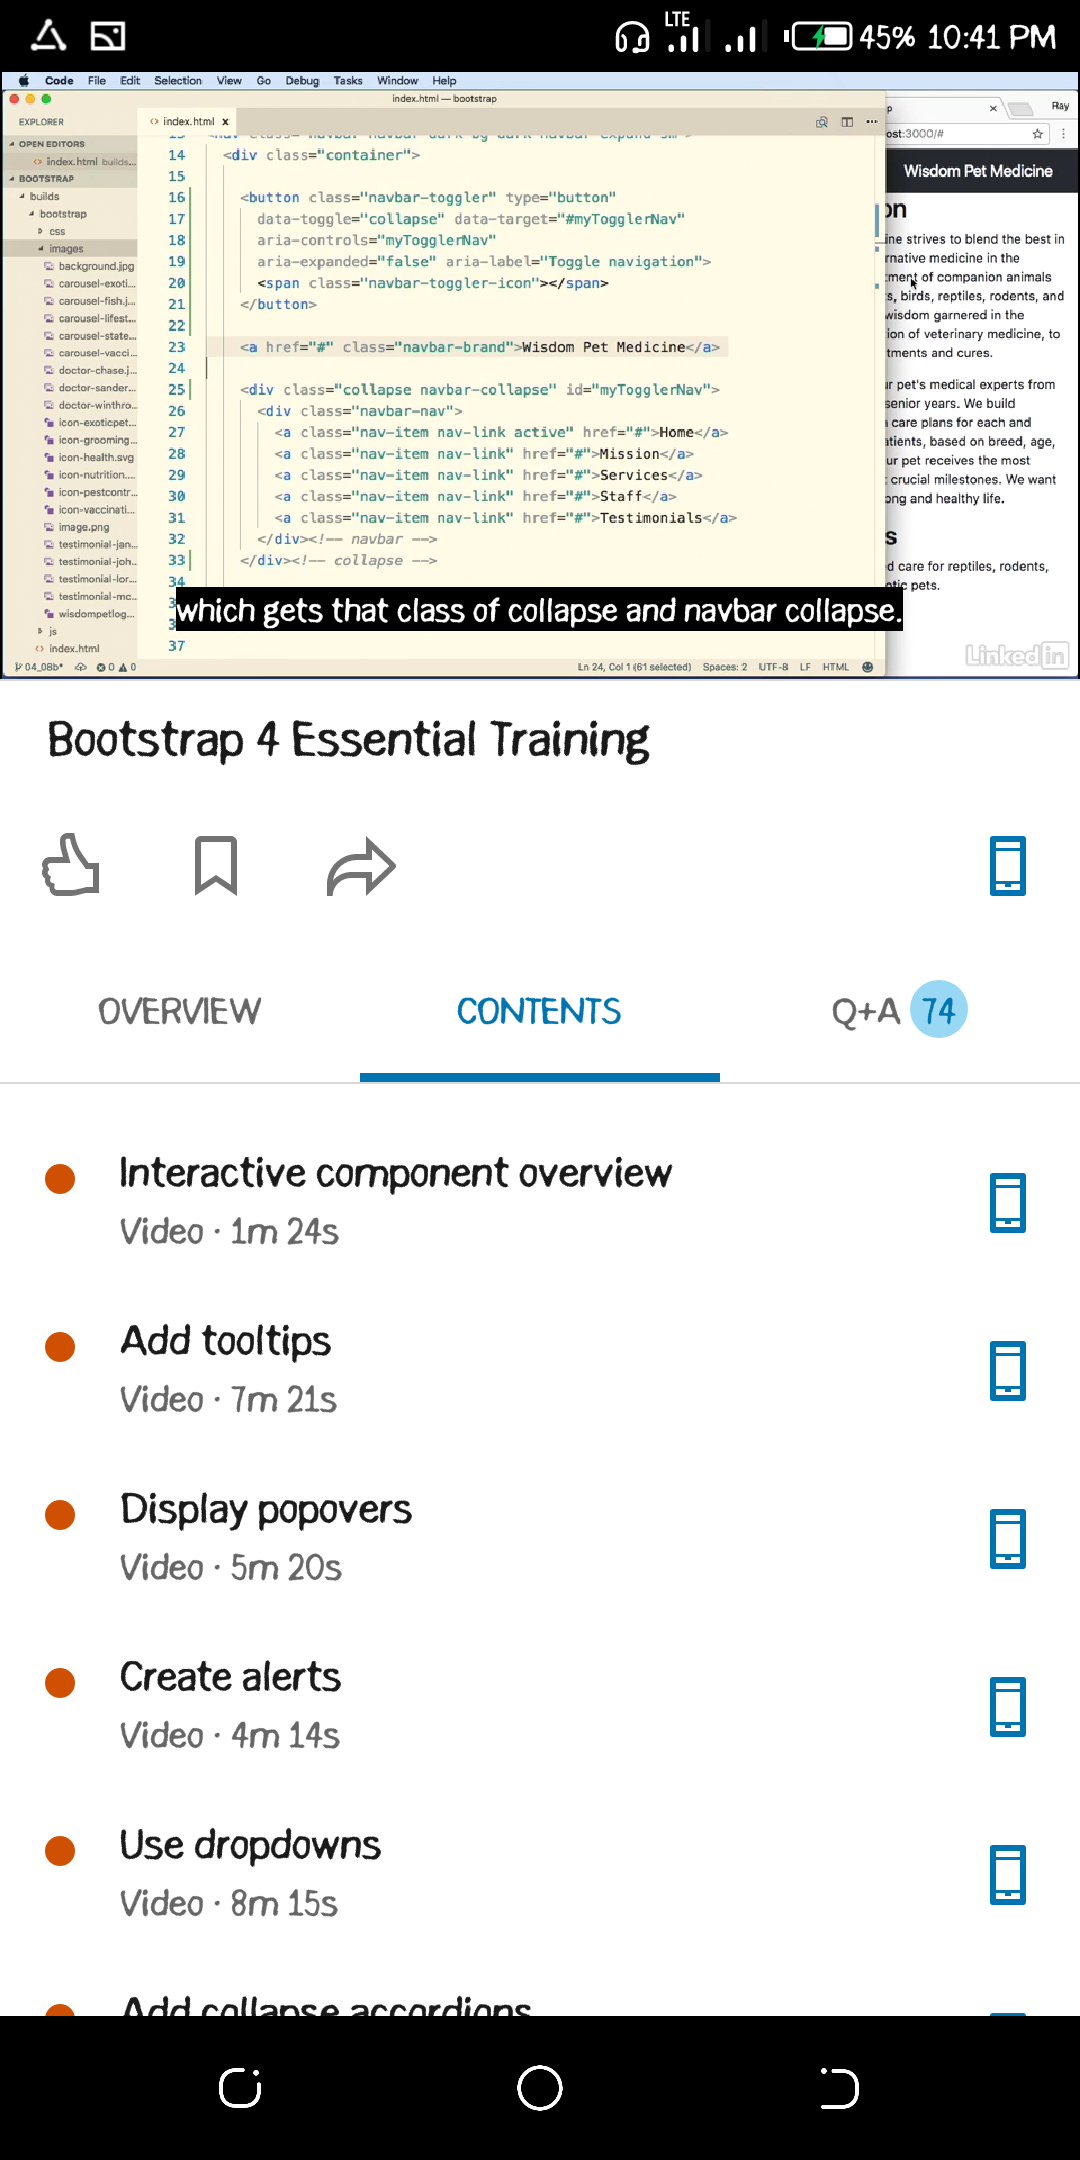 LTE
45% 10:41 PM
Code File Edit Selection View Go Debug Tasks Window Help
index.html — bootstrap
EXPLORER
OPEN EDITORS
index.html builds...
BOOTSTRAP
builds
bootstrap
css
images
background.jpg
carousel-exoti...
carousel-fish.j...
carousel-lifest...
carousel-state...
carousel-vacci...
doctor-chase.j...
doctor-sander...
doctor-winthro...
icon-exoticpet...
icon-grooming...
icon-health.svg
icon-nutrition....
icon-pestcontr...
icon-vaccinati...
image.png
testimonial-jan...
testimonial-joh...
testimonial-lor...
testimonial-mc...
wisdompetlog...
js
index.html
index.html x
14 <div class="container">
15
16 <button class="navbar-toggler" type="button"
17 data-toggle="collapse" data-target="#myTogglerNav"
18 aria-controls="myTogglerNav"
19 aria-expanded="false" aria-label="Toggle navigation">
20 <span class="navbar-toggler-icon"></span>
21 </button>
22
23 <a href="#" class="navbar-brand">Wisdom Pet Medicine</a>
24
25 <div class="collapse navbar-collapse" id="myTogglerNav">
26 <div class="navbar-nav">
27 <a class="nav-item nav-link active" href="#">Home</a>
28 <a class="nav-item nav-link" href="#">Mission</a>
29 <a class="nav-item nav-link" href="#">Services</a>
30 <a class="nav-item nav-link" href="#">Staff</a>
31 <a class="nav-item nav-link" href="#">Testimonials</a>
32 </div><!-- navbar -->
33 </div><!-- collapse -->
34
37
04_08b* 0 0
Ln 24, Col 1 (61 selected) Spaces: 2 UTF-8 LF HTML
Ray
ost:3000/#
Wisdom Pet Medicine
on
ine strives to blend the best in
rnative medicine in the
tment of companion animals
s, birds, reptiles, rodents, and
wisdom garnered in the
ion of veterinary medicine, to
tments and cures.
ur pet's medical experts from
senior years. We build
care plans for each and
atients, based on breed, age,
ur pet receives the most
crucial milestones. We want
ong and healthy life.
s
d care for reptiles, rodents,
tic pets.
which gets that class of collapse and navbar collapse.
Linked in
Bootstrap 4 Essential Training
OVERVIEW CONTENTS Q+A 74
Interactive component overview
Video · 1m 24s
Add tooltips
Video · 7m 21s
Display popovers
Video · 5m 20s
Create alerts
Video · 4m 14s
Use dropdowns
Video · 8m 15s
Add collapse accordions